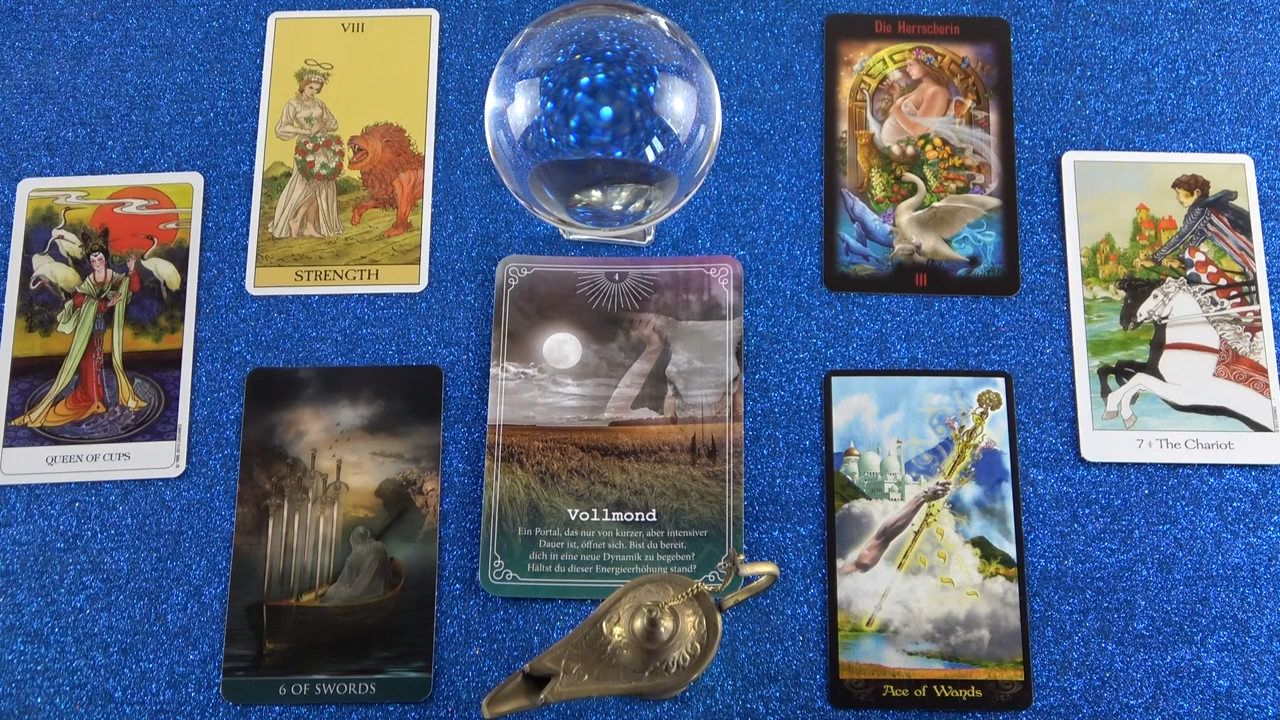 VIII
STRENGTH
Die Herrscherin
III
QUEEN OF CUPS
7 The Chariot
4
Vollmond
Ein Portal, das nur von kurzer, aber intensiver
Dauer ist, öffnet sich. Bist du bereit,
dich in eine neue Dynamik zu begeben?
Hältst du dieser Energieerhöhung stand?
6 OF SWORDS
Ace of Wands